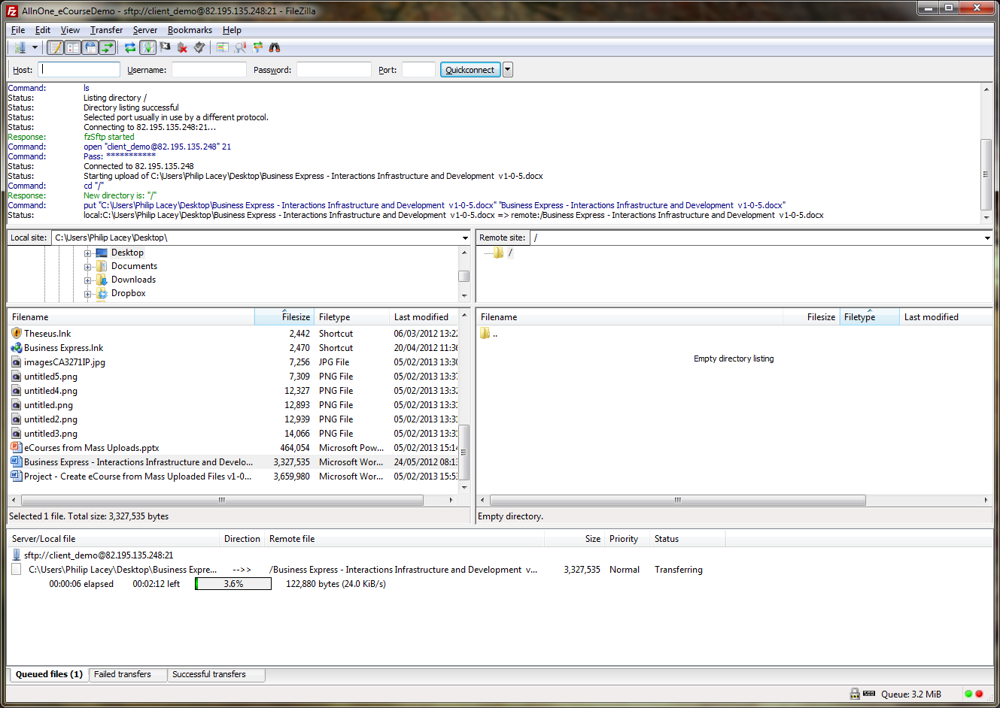 AllnOne_eCourseDemo - sftp://client_demo@82.195.135.248:21 - FileZilla
File Edit View Transfer Server Bookmarks Help
Host: Username: Password: Port: Quickconnect
Command: ls
Status: Listing directory /
Status: Directory listing successful
Status: Selected port usually in use by a different protocol.
Status: Connecting to 82.195.135.248:21...
Response: fzSftp started
Command: open "client_demo@82.195.135.248" 21
Command: Pass: ***********
Status: Connected to 82.195.135.248
Status: Starting upload of C:\Users\Philip Lacey\Desktop\Business Express - Interactions Infrastructure and Development  v1-0-5.docx
Command: cd "/"
Response: New directory is: "/"
Command: put "C:\Users\Philip Lacey\Desktop\Business Express - Interactions Infrastructure and Development  v1-0-5.docx" "Business Express - Interactions Infrastructure and Development  v1-0-5.docx"
Status: local:C:\Users\Philip Lacey\Desktop\Business Express - Interactions Infrastructure and Development  v1-0-5.docx => remote:/Business Express - Interactions Infrastructure and Development  v1-0-5.docx
Local site: C:\Users\Philip Lacey\Desktop\
Desktop
Documents
Downloads
Dropbox
Remote site: /
/
Filename Filesize Filetype Last modified
Theseus.lnk 2,442 Shortcut 06/03/2012 13:22
Business Express.lnk 2,470 Shortcut 20/04/2012 11:36
imagesCA3271IP.jpg 7,256 JPG File 05/02/2013 13:30
untitled5.png 7,309 PNG File 05/02/2013 13:37
untitled4.png 12,327 PNG File 05/02/2013 13:32
untitled.png 12,893 PNG File 05/02/2013 13:31
untitled2.png 12,939 PNG File 05/02/2013 13:31
untitled3.png 14,066 PNG File 05/02/2013 13:31
eCourses from Mass Uploads.pptx 464,054 Microsoft Pow... 05/02/2013 15:14
Business Express - Interactions Infrastructure and Develo... 3,327,535 Microsoft Wor... 24/05/2012 08:13
Project - Create eCourse from Mass Uploaded Files v1-0... 3,659,980 Microsoft Wor... 05/02/2013 15:53
Selected 1 file. Total size: 3,327,535 bytes
Filename Filesize Filetype Last modified
..
Empty directory listing
Empty directory.
Server/Local file Direction Remote file Size Priority Status
sftp://client_demo@82.195.135.248:21
C:\Users\Philip Lacey\Desktop\Business Expre... -->> /Business Express - Interactions Infrastructure and Development  v... 3,327,535 Normal Transferring
00:00:06 elapsed 00:02:12 left 3.6% 122,880 bytes (24.0 KiB/s)
Queued files (1) Failed transfers Successful transfers
Queue: 3.2 MiB